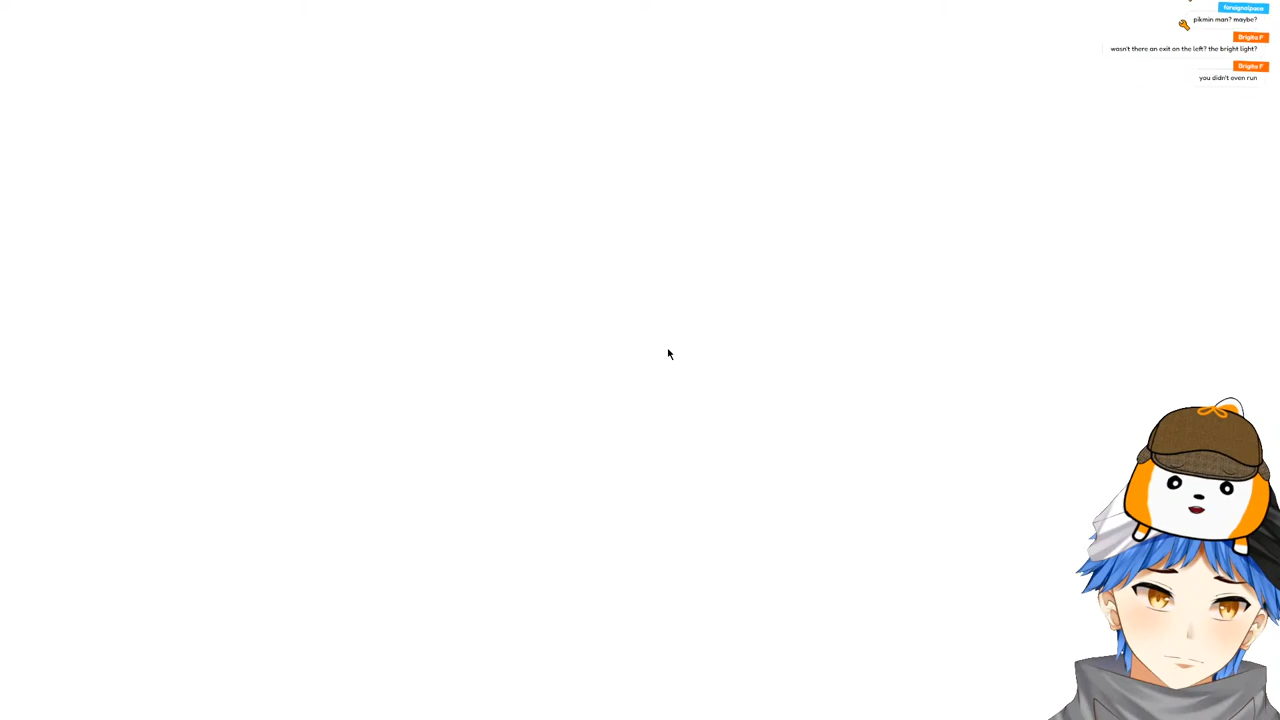 foreignalpaca
pikmin man? maybe?
Brigita F
wasn't there an exit on the left? the bright light?
Brigita F
you didn't even run